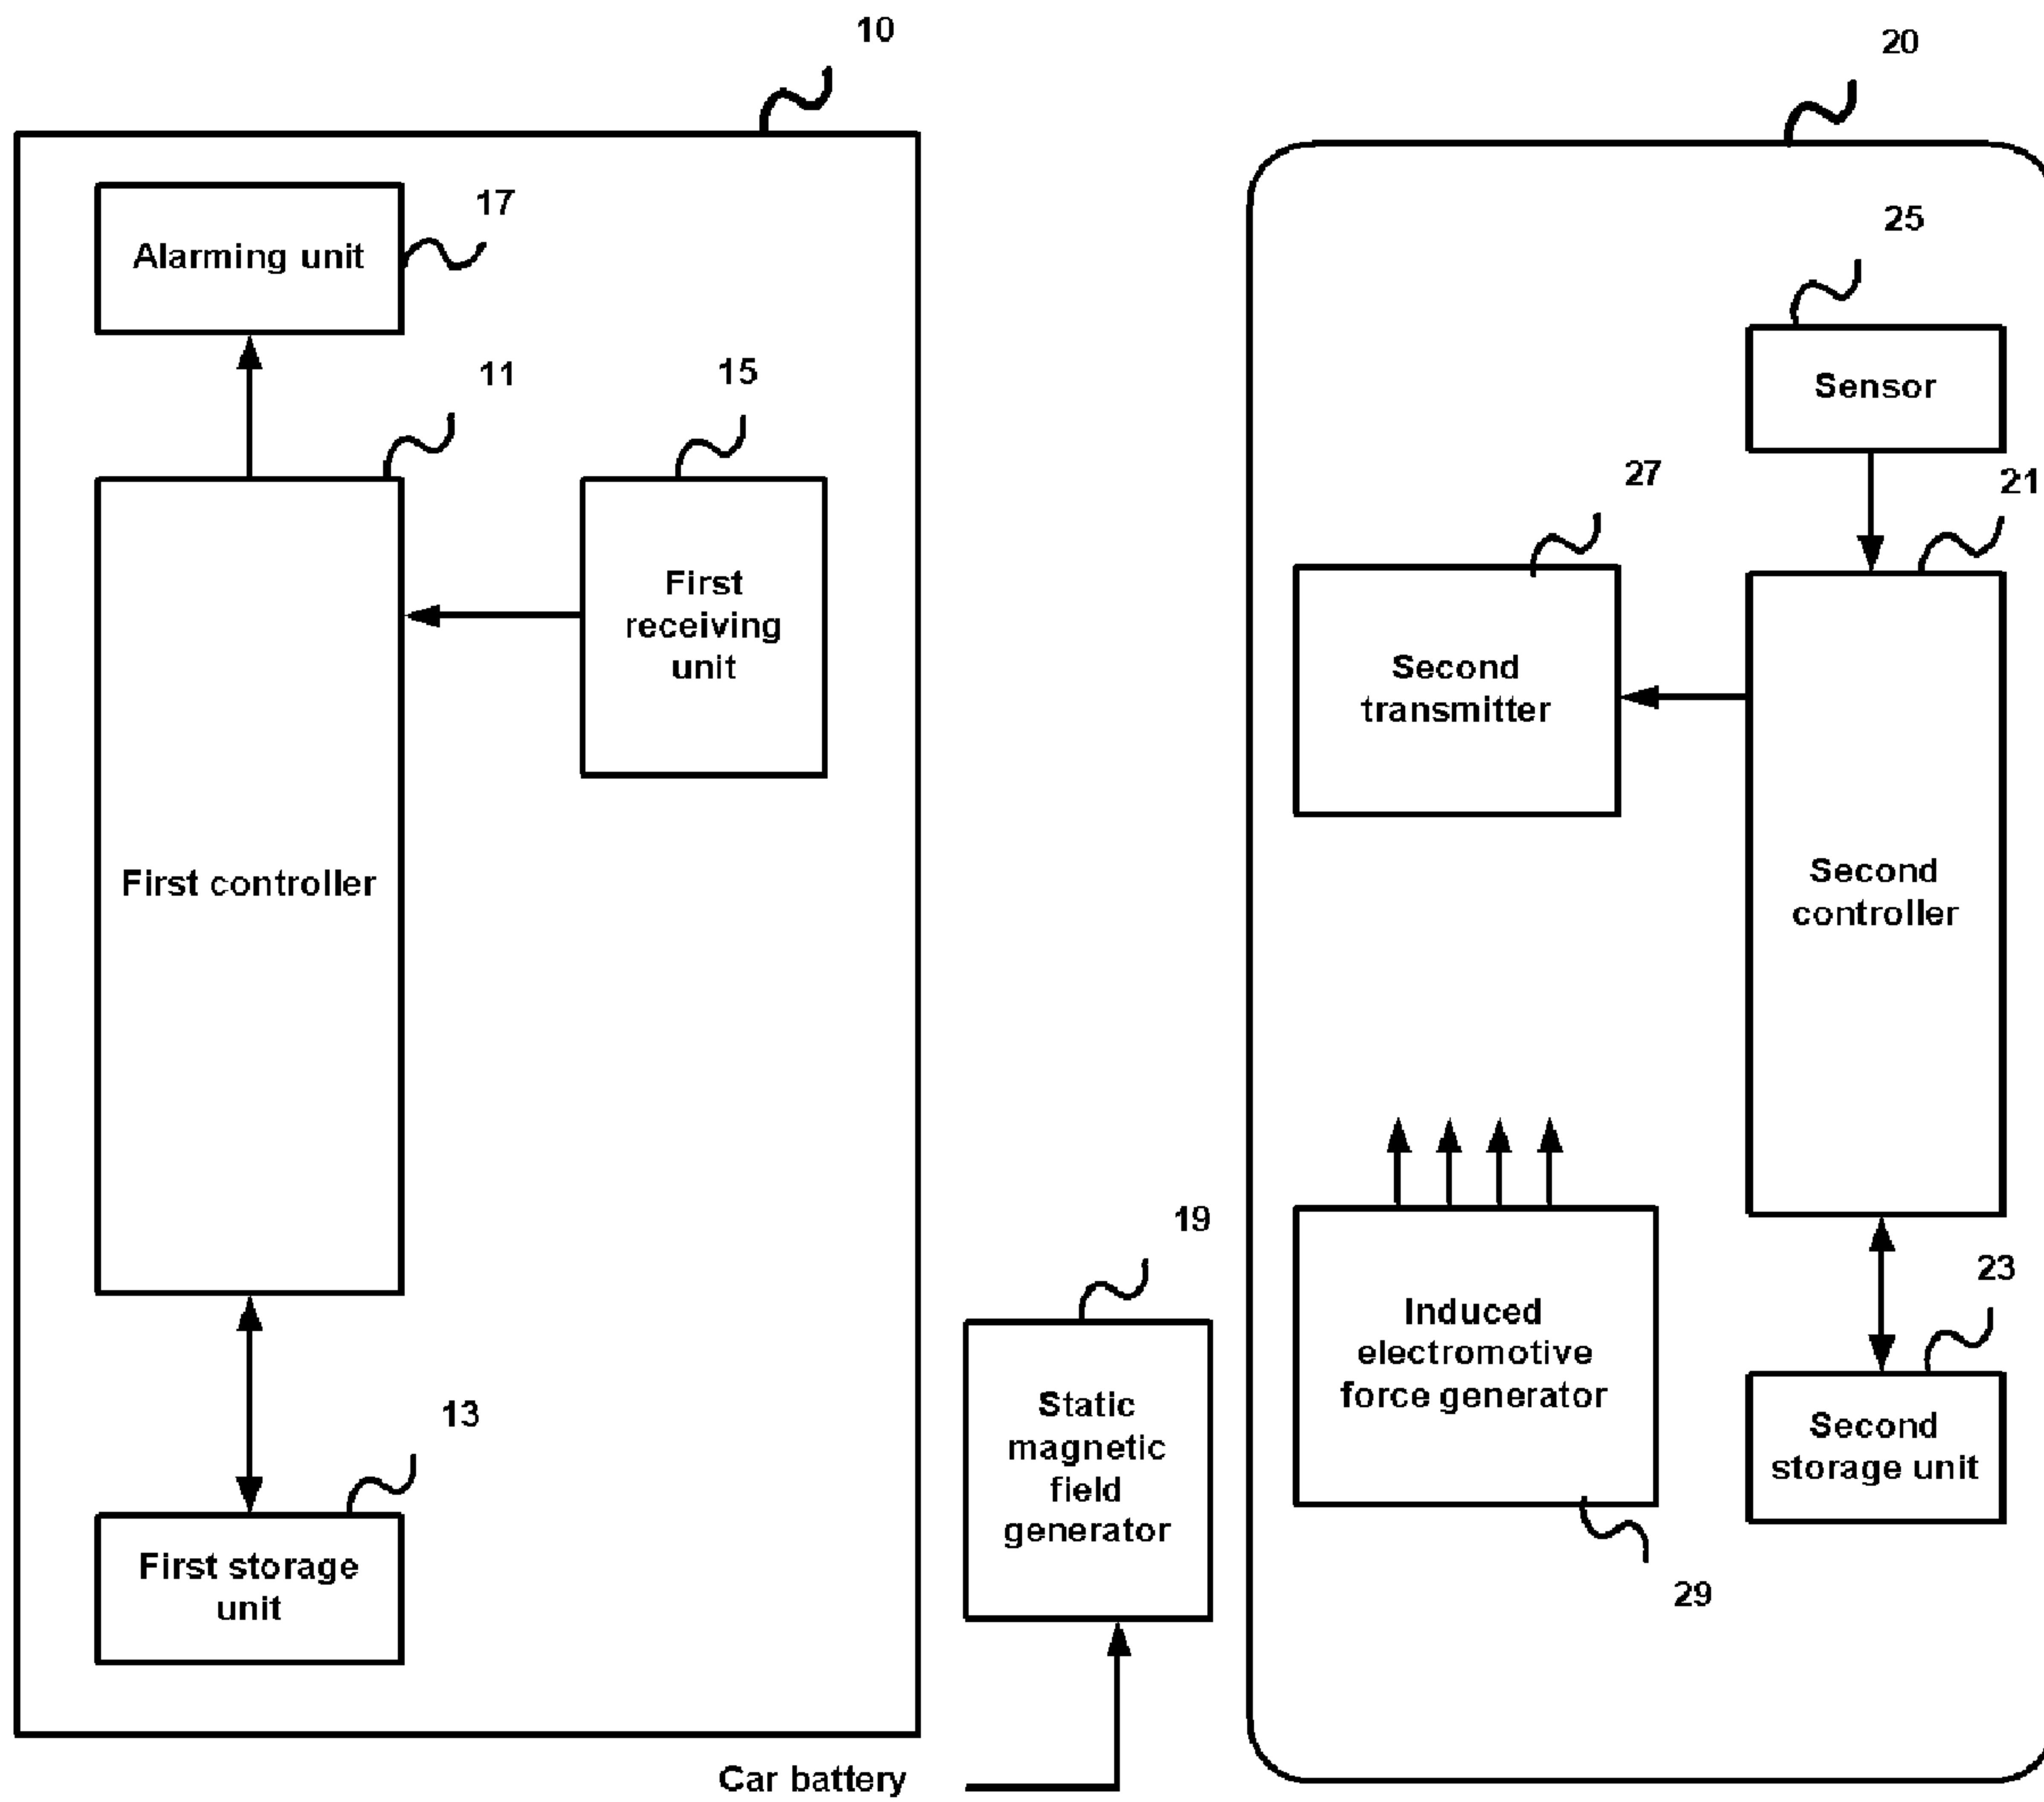 10
17
Alarming unit
11
15
First controller
First
receiving
unit
13
First storage
unit
19
Static
magnetic
field
generator
Car battery
20
25
Sensor
27
21
Second
transmitter
Second
controller
Induced
electromotive
force generator
29
23
Second
storage unit